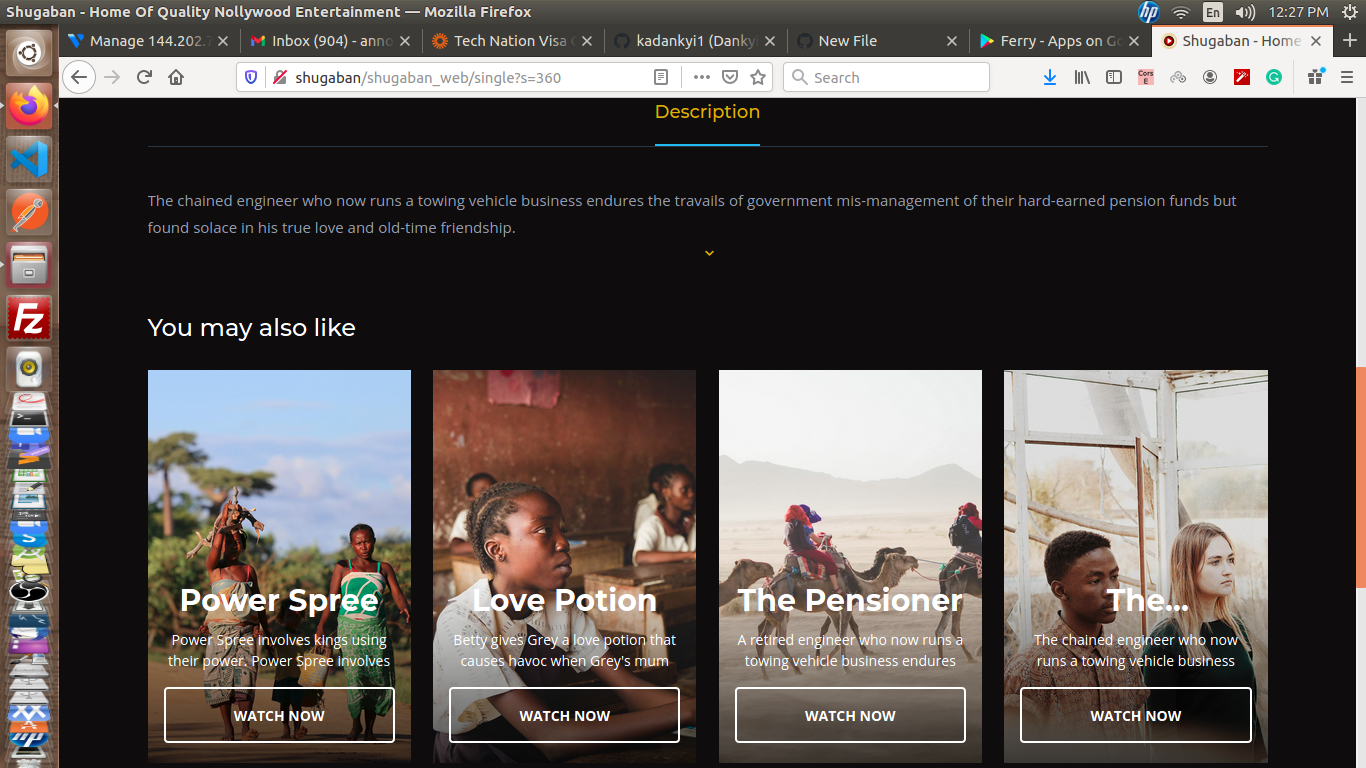 Shugaban - Home Of Quality Nollywood Entertainment — Mozilla Firefox
En
12:27 PM
Manage 144.202.
Inbox (904) - anno
Tech Nation Visa
kadankyi1 (Danky
New File
Ferry - Apps on Go
Shugaban - Home
shugaban/shugaban_web/single?s=360
Search
Cors E
Description
The chained engineer who now runs a towing vehicle business endures the travails of government mis-management of their hard-earned pension funds but
found solace in his true love and old-time friendship.
You may also like
Power Spree
Power Spree involves kings using
their power. Power Spree involves
WATCH NOW
Love Potion
Betty gives Grey a love potion that
causes havoc when Grey's mum
WATCH NOW
The Pensioner
A retired engineer who now runs a
towing vehicle business endures
WATCH NOW
The...
The chained engineer who now
runs a towing vehicle business
WATCH NOW